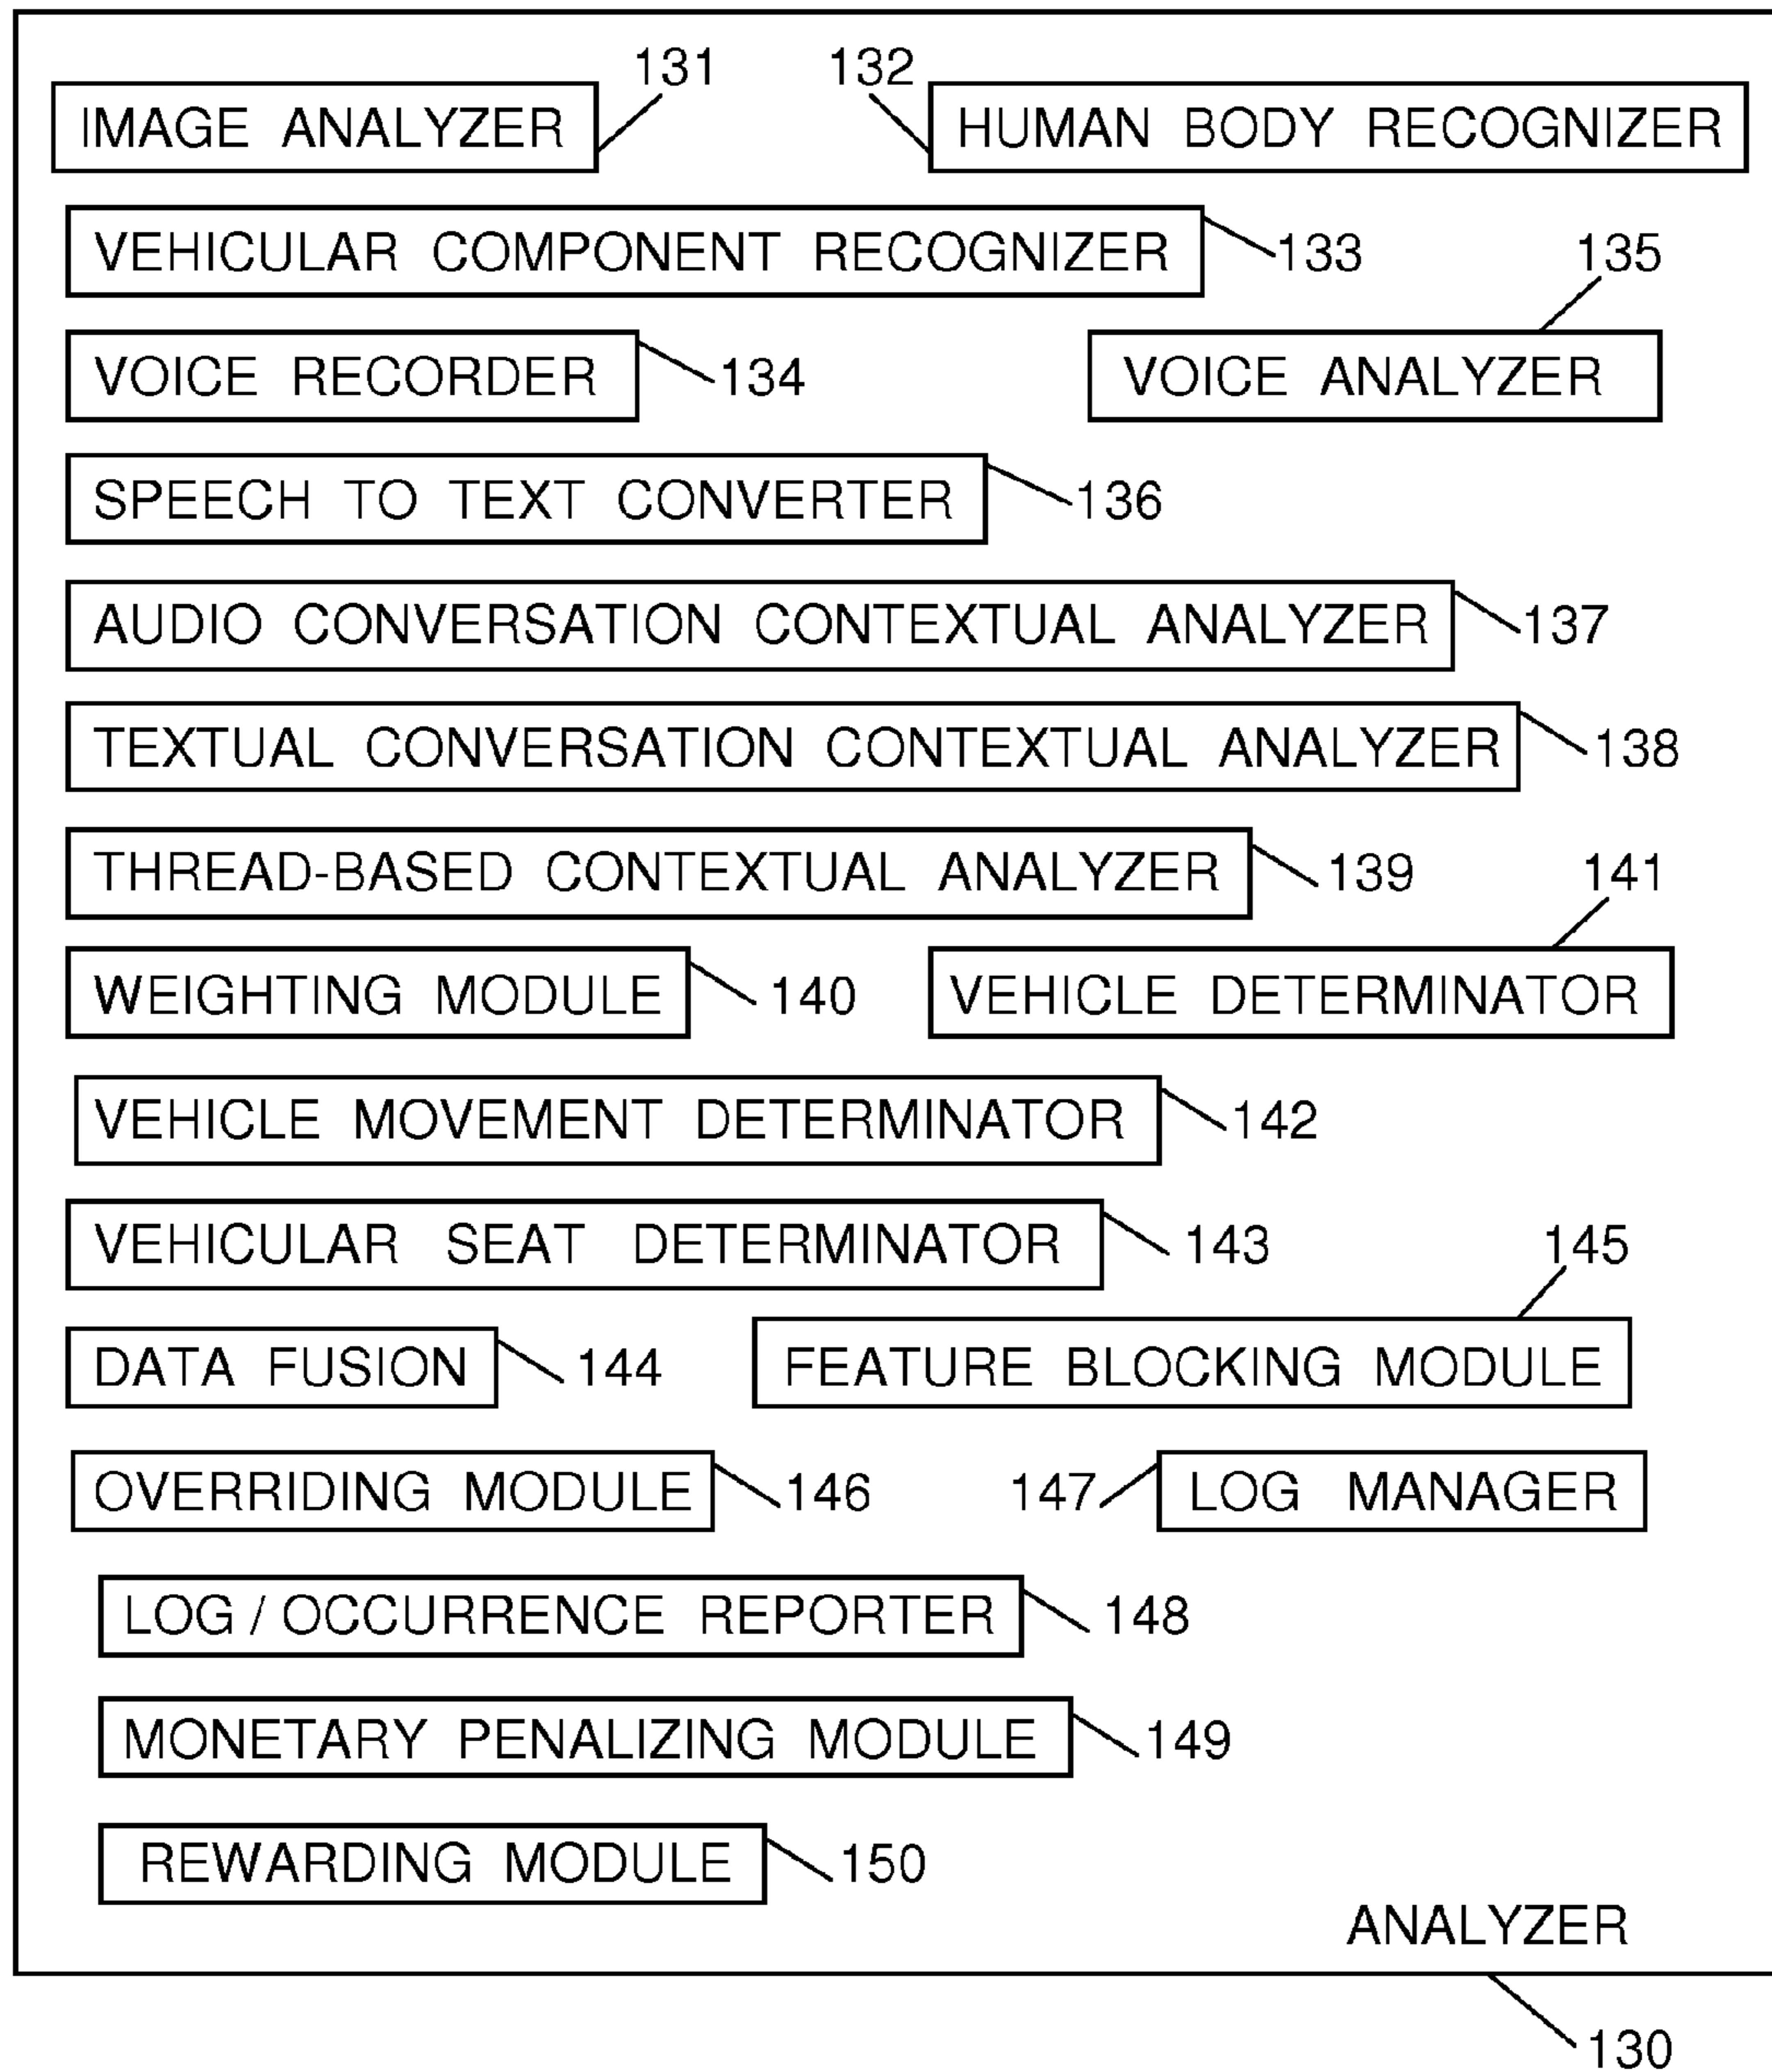 131 132
IMAGE ANALYZER HUMAN BODY RECOGNIZER
VEHICULAR COMPONENT RECOGNIZER 133 135
VOICE RECORDER 134 VOICE ANALYZER
SPEECH TO TEXT CONVERTER 136
AUDIO CONVERSATION CONTEXTUAL ANALYZER 137
TEXTUAL CONVERSATION CONTEXTUAL ANALYZER 138
THREAD-BASED CONTEXTUAL ANALYZER 139 141
WEIGHTING MODULE 140 VEHICLE DETERMINATOR
VEHICLE MOVEMENT DETERMINATOR 142
VEHICULAR SEAT DETERMINATOR 143 145
DATA FUSION 144 FEATURE BLOCKING MODULE
OVERRIDING MODULE 146 147 LOG MANAGER
LOG / OCCURRENCE REPORTER 148
MONETARY PENALIZING MODULE 149
REWARDING MODULE 150
ANALYZER
130